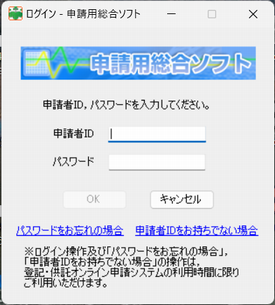 ログイン - 申請用総合ソフト
申請用総合ソフト
申請者ID，パスワードを入力してください。
申請者ID
パスワード
OK
キャンセル
パスワードをお忘れの場合 申請者IDをお持ちでない場合
※ログイン操作及び「パスワードをお忘れの場合」，
「申請者IDをお持ちでない場合」の操作は，
登記・供託オンライン申請システムの利用時間に限り
ご利用いただけます。